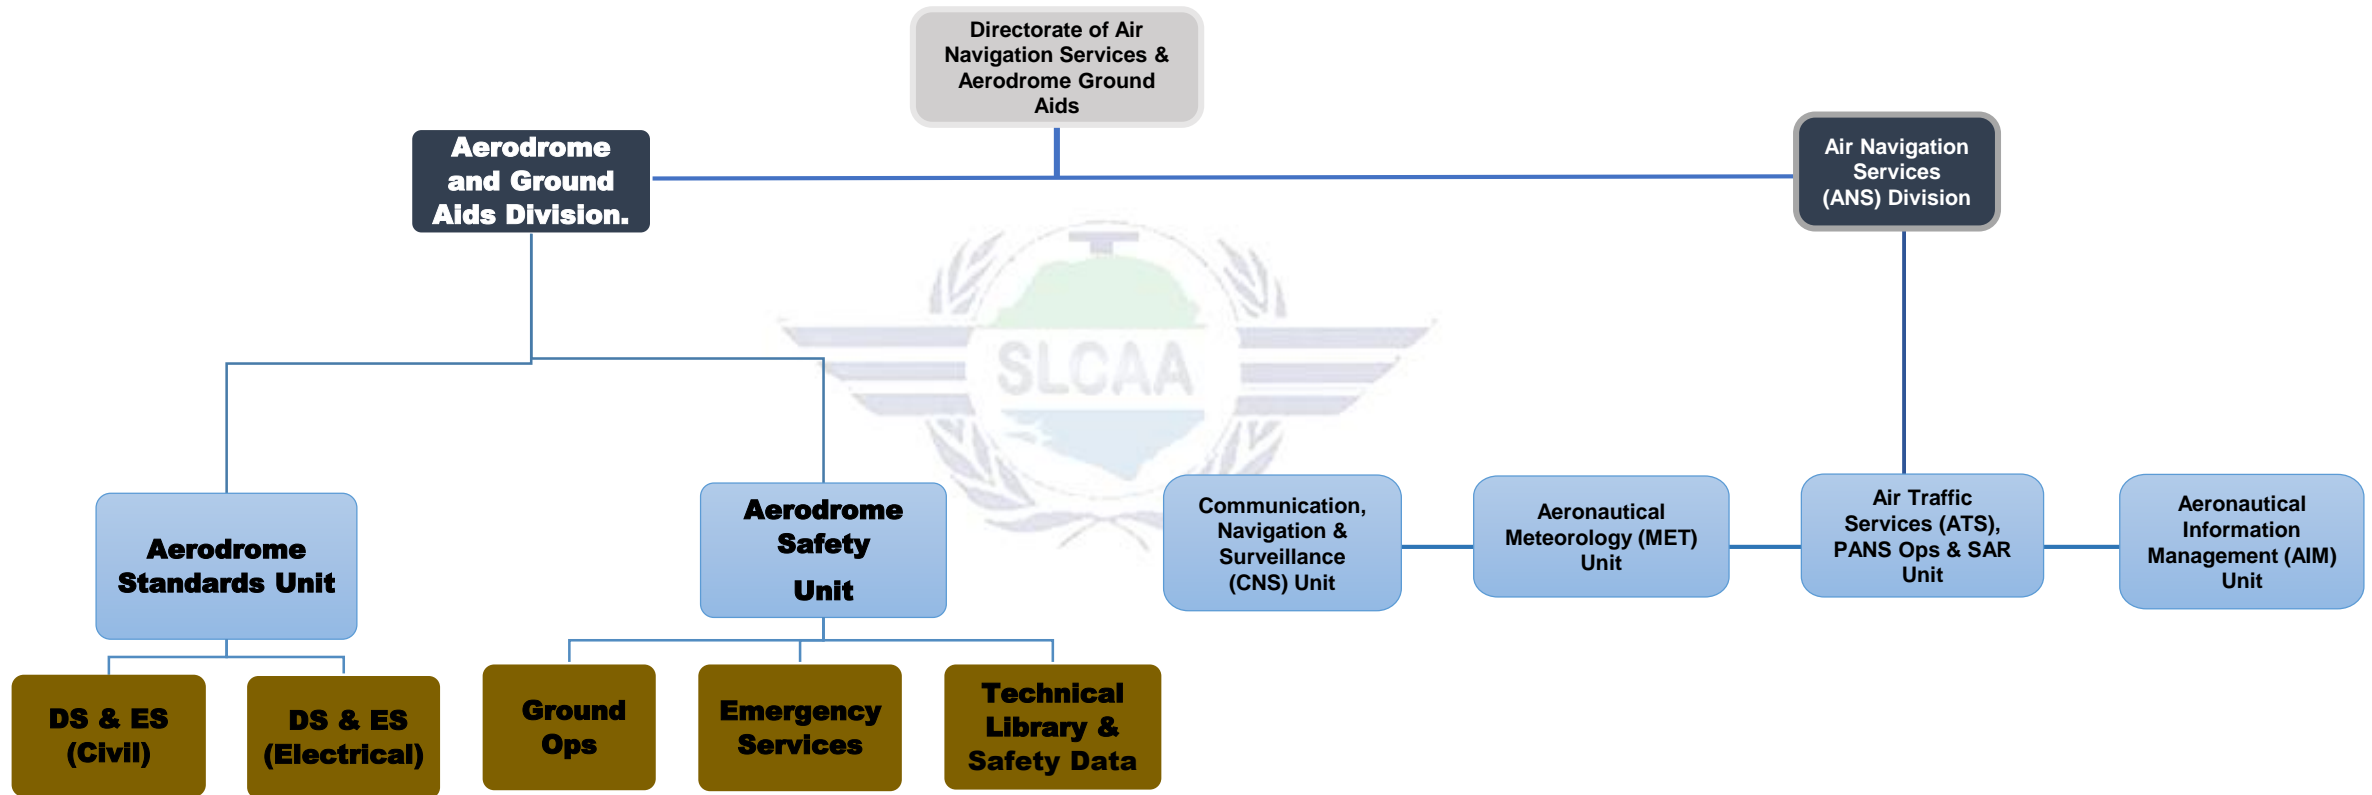 Directorate of Air
Navigation Services &
Aerodrome Ground
Aids
Aerodrome
and Ground
Aids Division.
Air Navigation
Services
(ANS) Division
SLCAA
Aerodrome
Standards Unit
Aerodrome
Safety
Unit
Communication,
Navigation &
Surveillance
(CNS) Unit
Aeronautical
Meteorology (MET)
Unit
Air Traffic
Services (ATS),
PANS Ops & SAR
Unit
Aeronautical
Information
Management (AIM)
Unit
DS & ES
(Civil)
DS & ES
(Electrical)
Ground
Ops
Emergency
Services
Technical
Library &
Safety Data